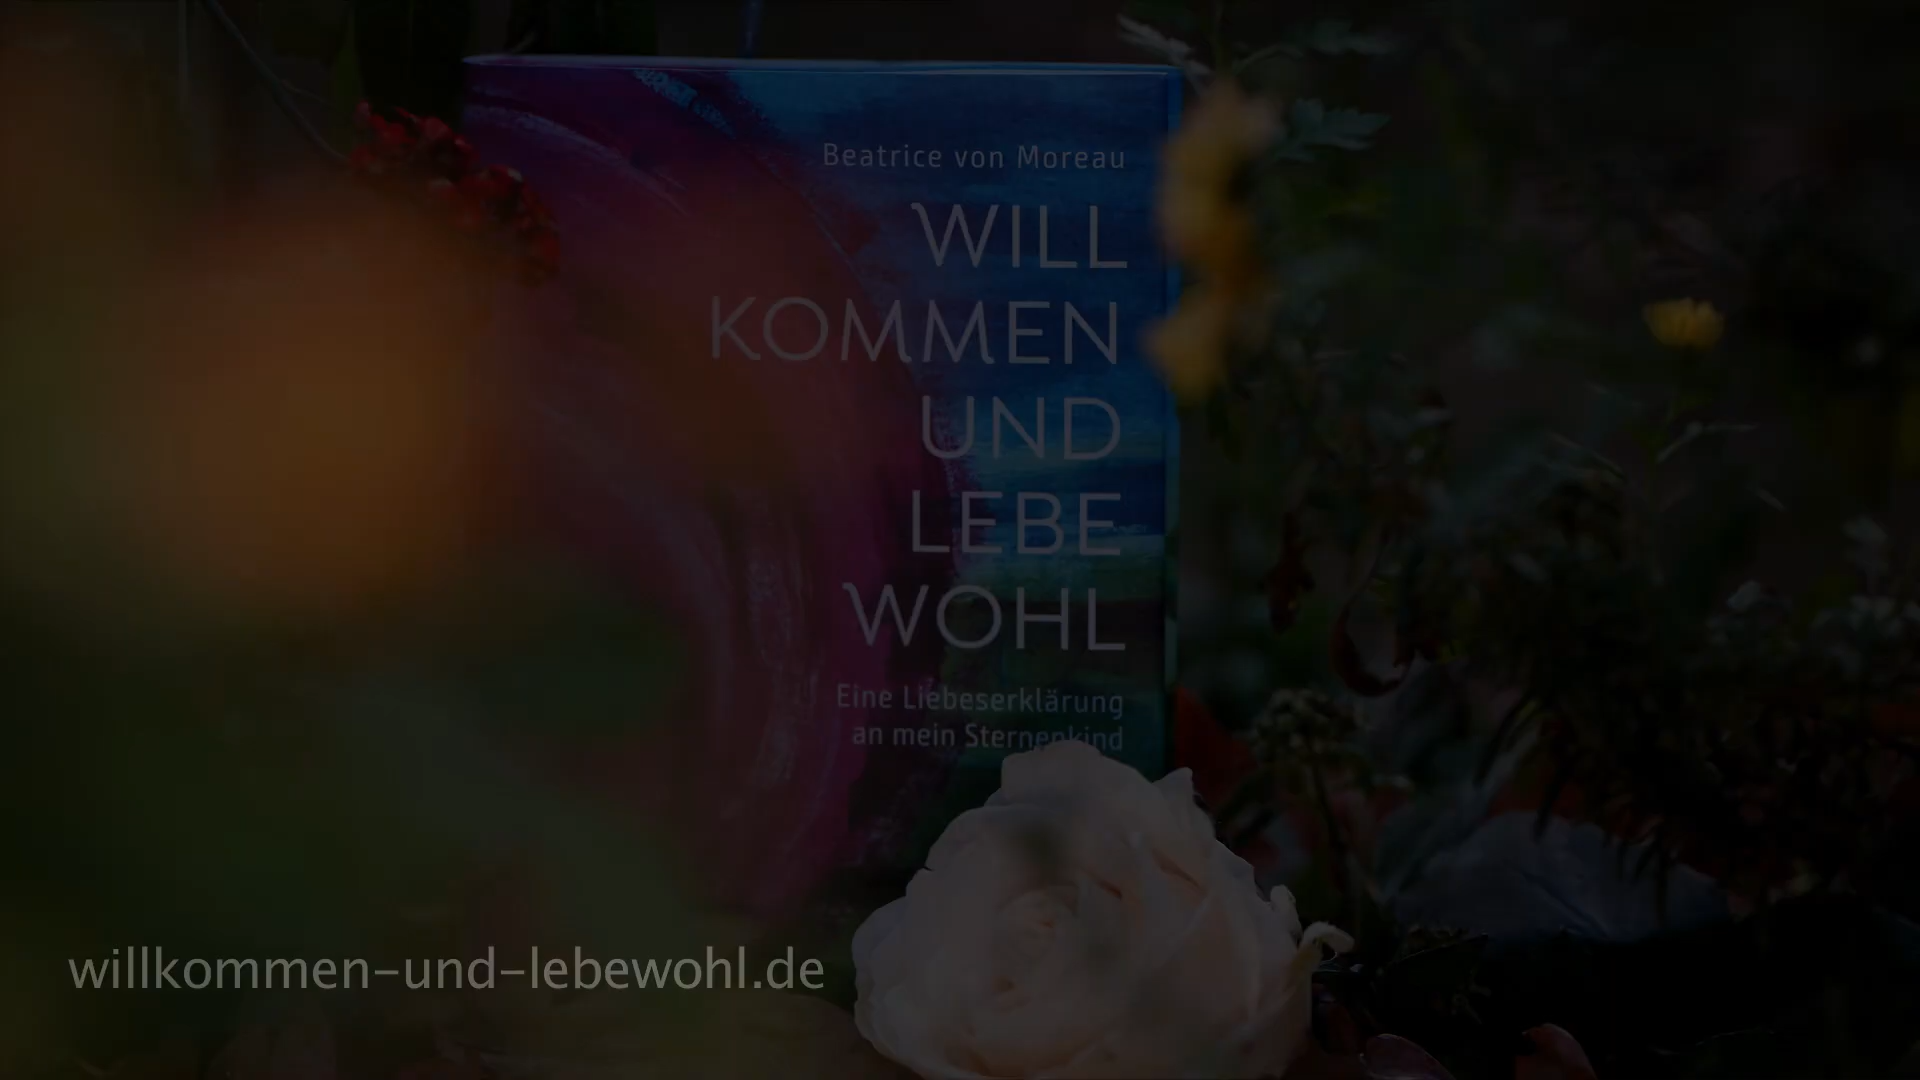 Beatrice von Moreau
WILL
KOMMEN
UND
LEBE
WOHL
Eine Liebeserklärung
an mein Sternenkind
willkommen-und-lebewohl.de